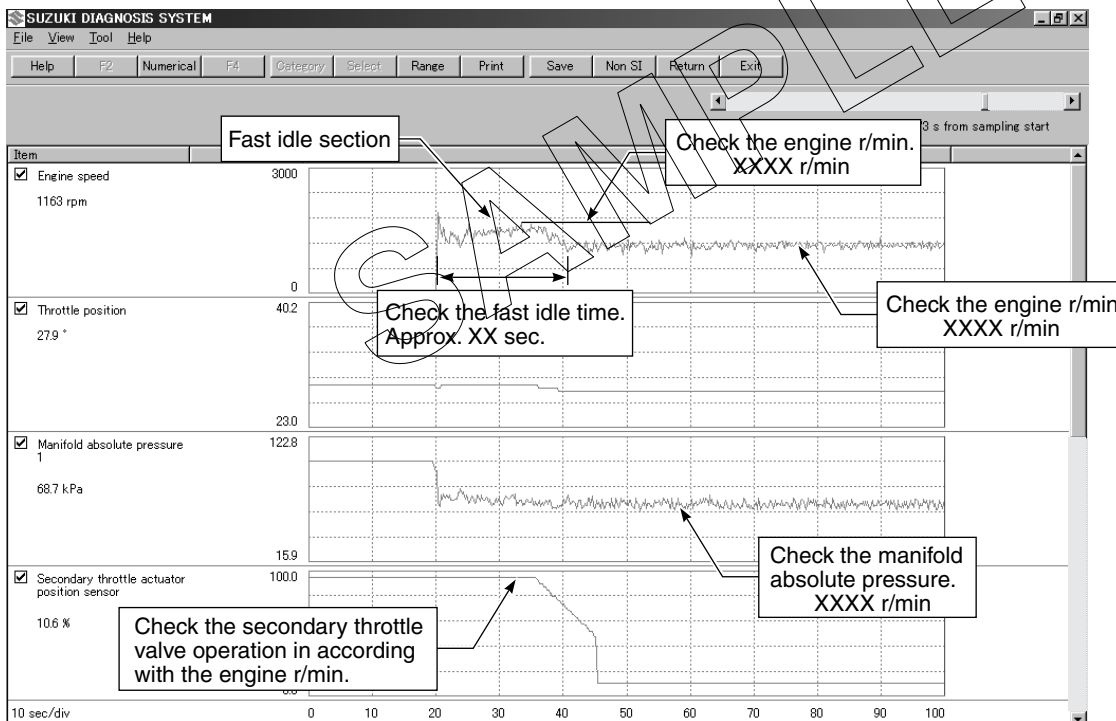 SUZUKI DIAGNOSIS SYSTEM
File View Tool Help
Help F2 Numerical F4 Category Select Range Print Save Non SI Return Exit
3 s from sampling start
Item
Fast idle section
Check the engine r/min.
XXXX r/min
Engine speed
1163 rpm
3000
0
Check the fast idle time.
Approx. XX sec.
Check the engine r/min
XXXX r/min
Throttle position
27.9 °
40.2
23.0
Manifold absolute pressure
1
68.7 kPa
122.8
15.9
Check the manifold
absolute pressure.
XXXX r/min
Secondary throttle actuator
position sensor
10.6 %
100.0
Check the secondary throttle
valve operation in according
with the engine r/min.
10 sec/div
0 10 20 30 40 50 60 70 80 90 100
SAMPLE